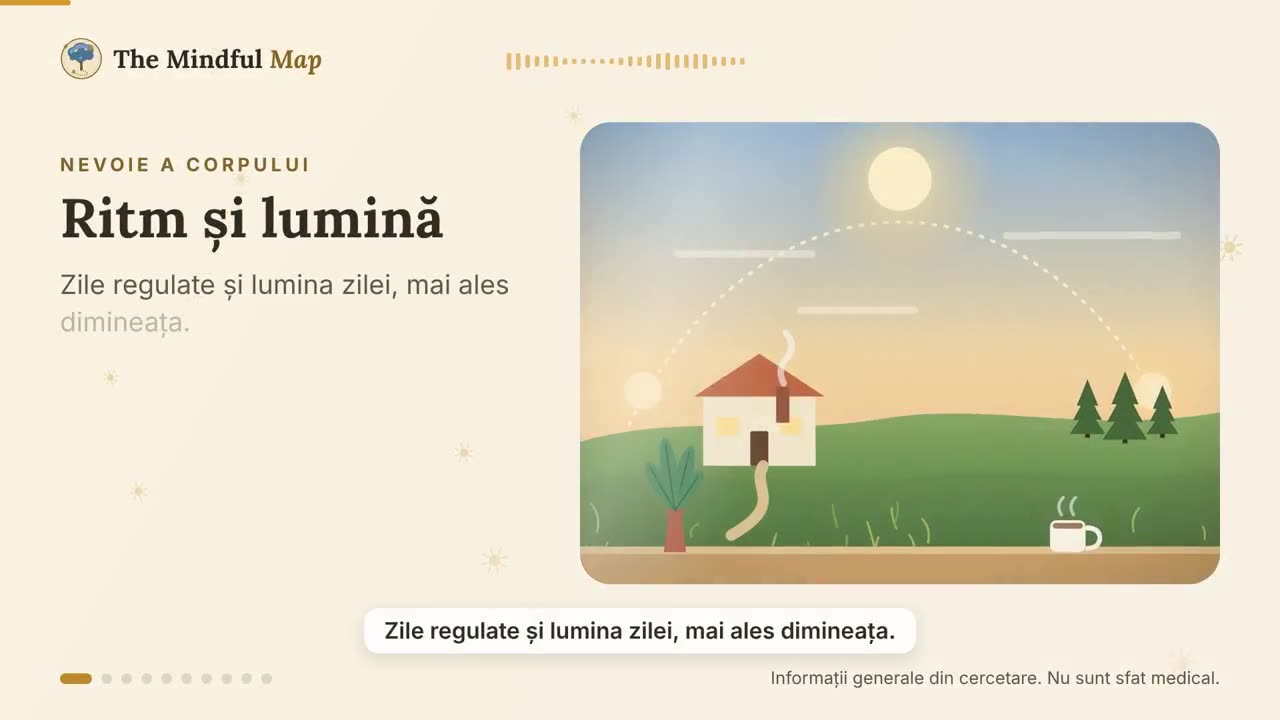 The Mindful Map
NEVOIE A CORPULUI
Ritm și lumină
Zile regulate și lumina zilei, mai ales
dimineața.
Zile regulate și lumina zilei, mai ales dimineața.
Informații generale din cercetare. Nu sunt sfat medical.